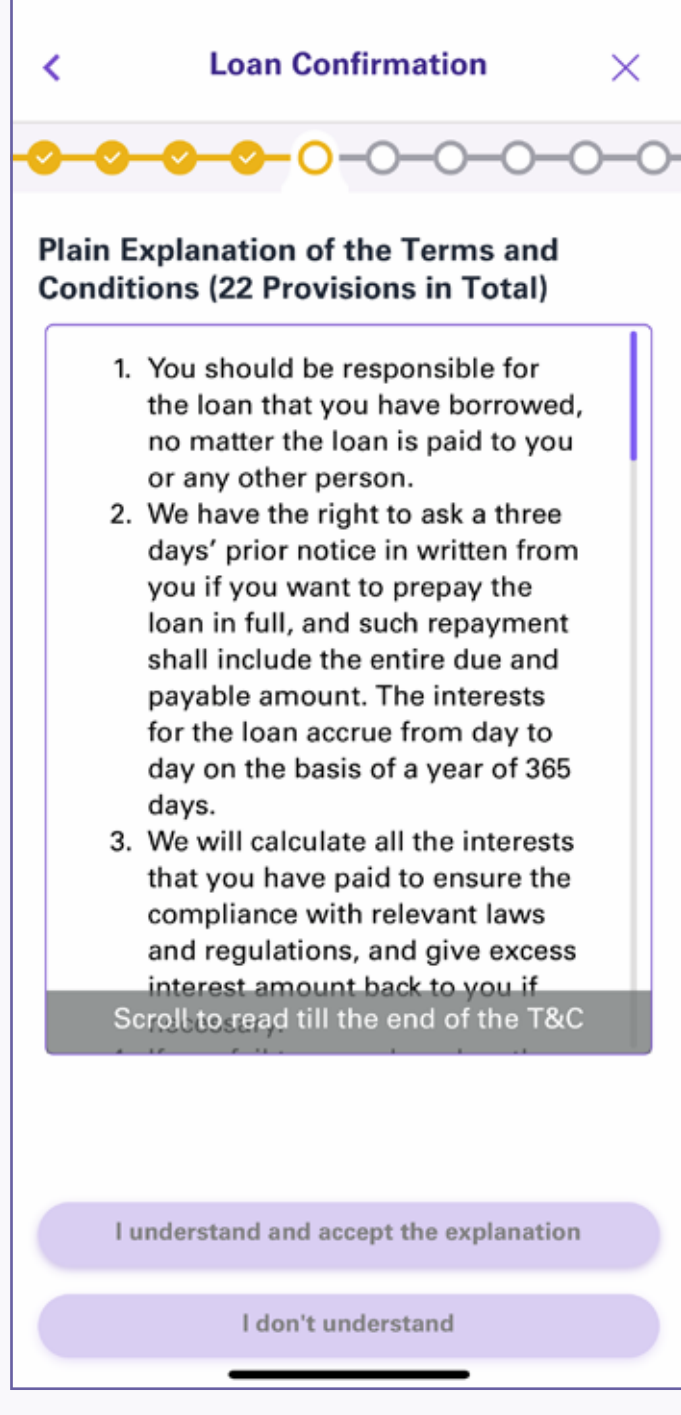 Loan Confirmation
Plain Explanation of the Terms and
Conditions (22 Provisions in Total)
1. You should be responsible for
the loan that you have borrowed,
no matter the loan is paid to you
or any other person.
2. We have the right to ask a three
days’ prior notice in written from
you if you want to prepay the
loan in full, and such repayment
shall include the entire due and
payable amount. The interests
for the loan accrue from day to
day on the basis of a year of 365
days.
3. We will calculate all the interests
that you have paid to ensure the
compliance with relevant laws
and regulations, and give excess
interest amount back to you if
necessary.
Scroll to read till the end of the T&C
I understand and accept the explanation
I don't understand